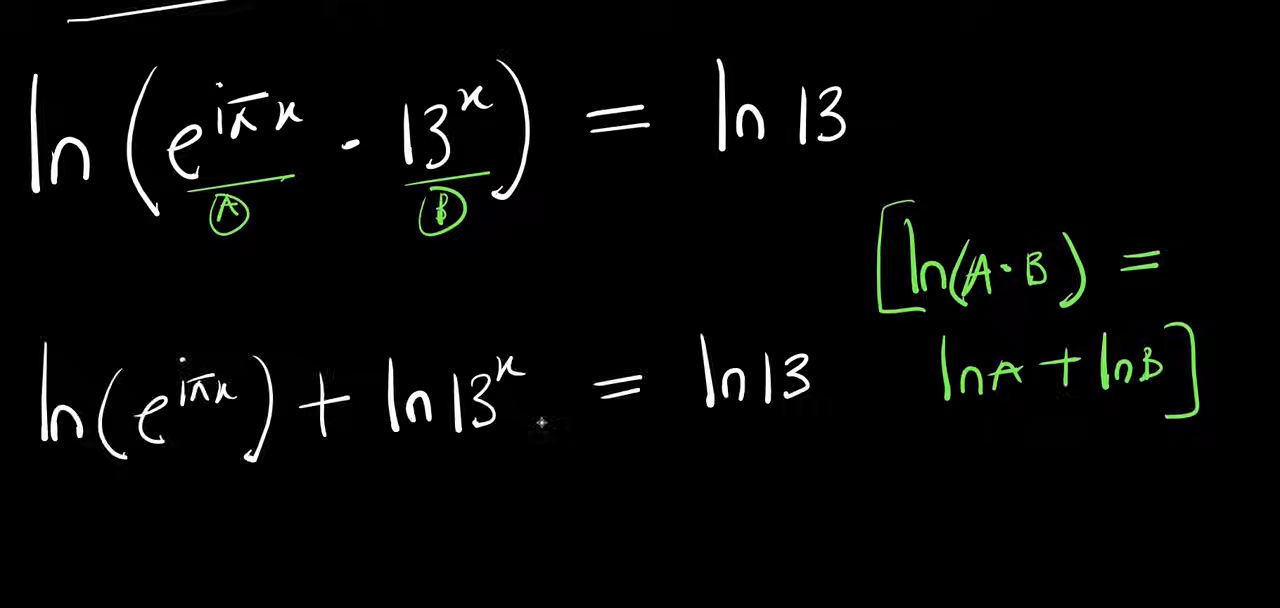 ln(e^{iπx} · 13^x) = ln 13
A B
[ln(A·B) =
ln(e^{iπx}) + ln 13^x = ln 13
ln A + ln B]